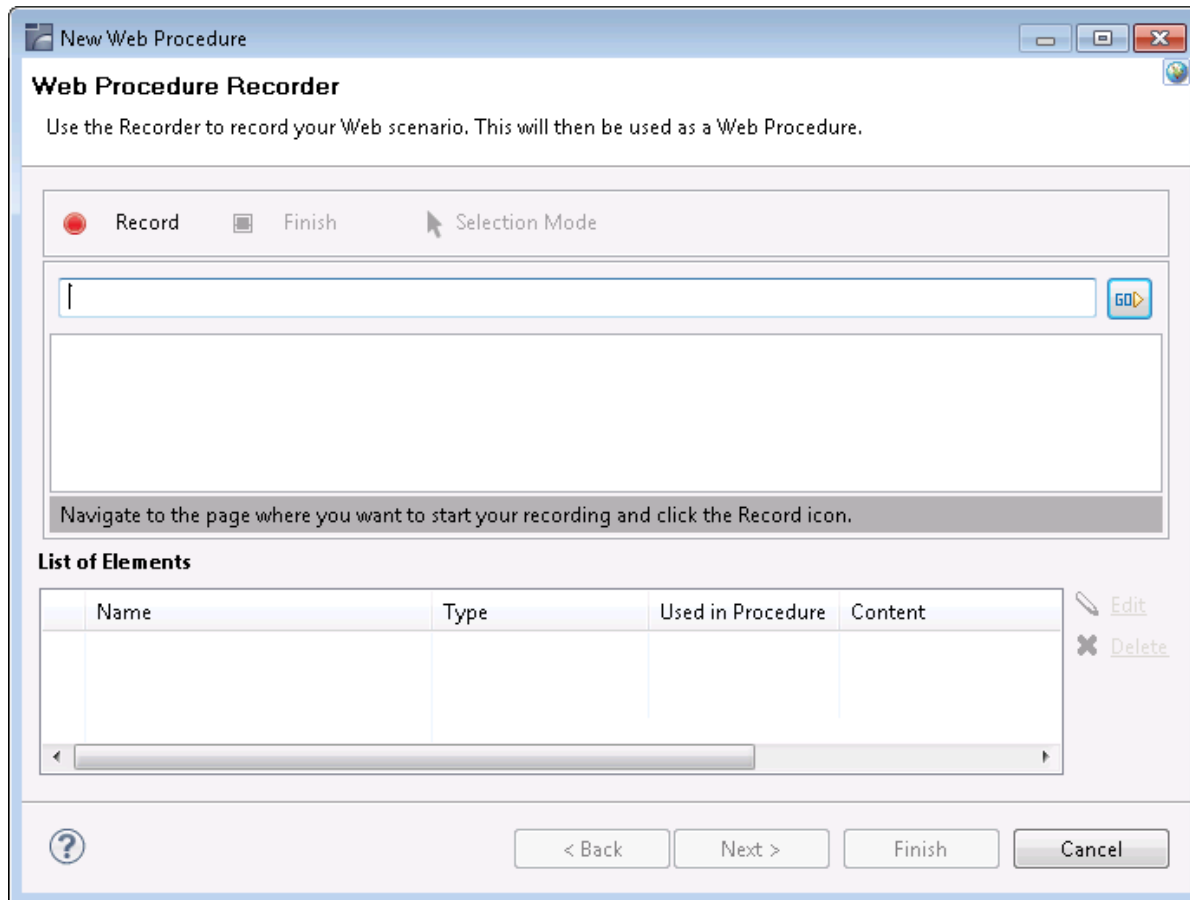 New Web Procedure
Web Procedure Recorder
Use the Recorder to record your Web scenario. This will then be used as a Web Procedure.
Record Finish Selection Mode
GO
Navigate to the page where you want to start your recording and click the Record icon.
List of Elements
Name Type Used in Procedure Content
Edit
Delete
< Back Next > Finish Cancel